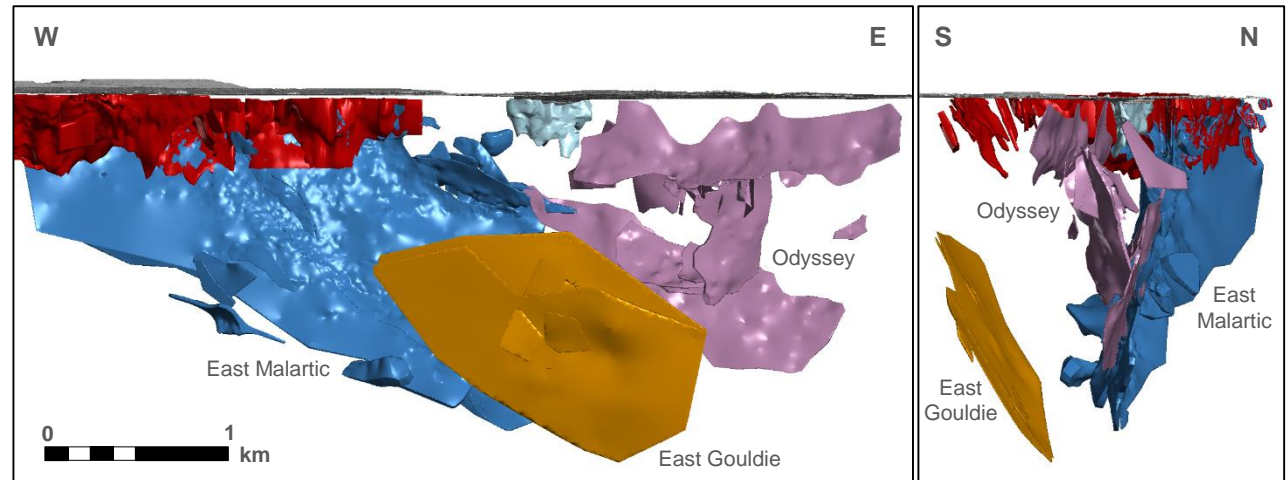 W E
Odyssey
East Malartic
0 1
km
East Gouldie
S N
Odyssey
East
Malartic
East
Gouldie